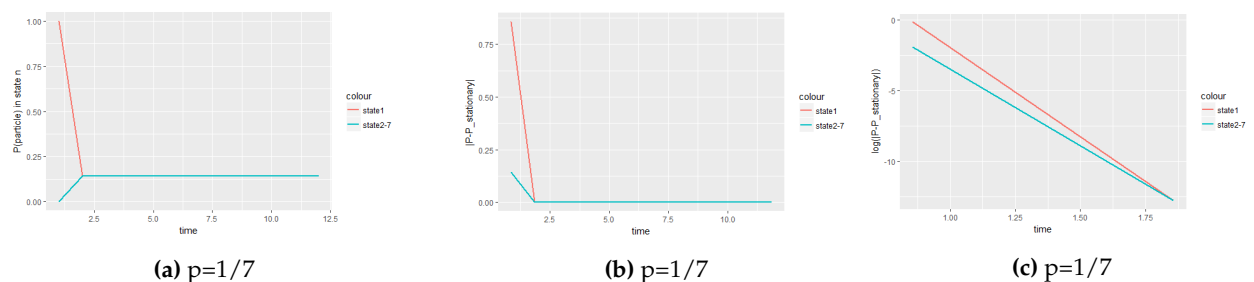 P(particle) in state n
1.00
0.75
0.50
0.25
0.00
2.5 5.0 7.5 10.0 12.5
time
colour
state1
state2-7
(a) p=1/7
|P-P_stationary|
0.75
0.50
0.25
0.00
2.5 5.0 7.5 10.0
time
colour
state1
state2-7
(b) p=1/7
log(|P-P_stationary|)
0
-5
-10
1.00 1.25 1.50 1.75
time
colour
state1
state2-7
(c) p=1/7